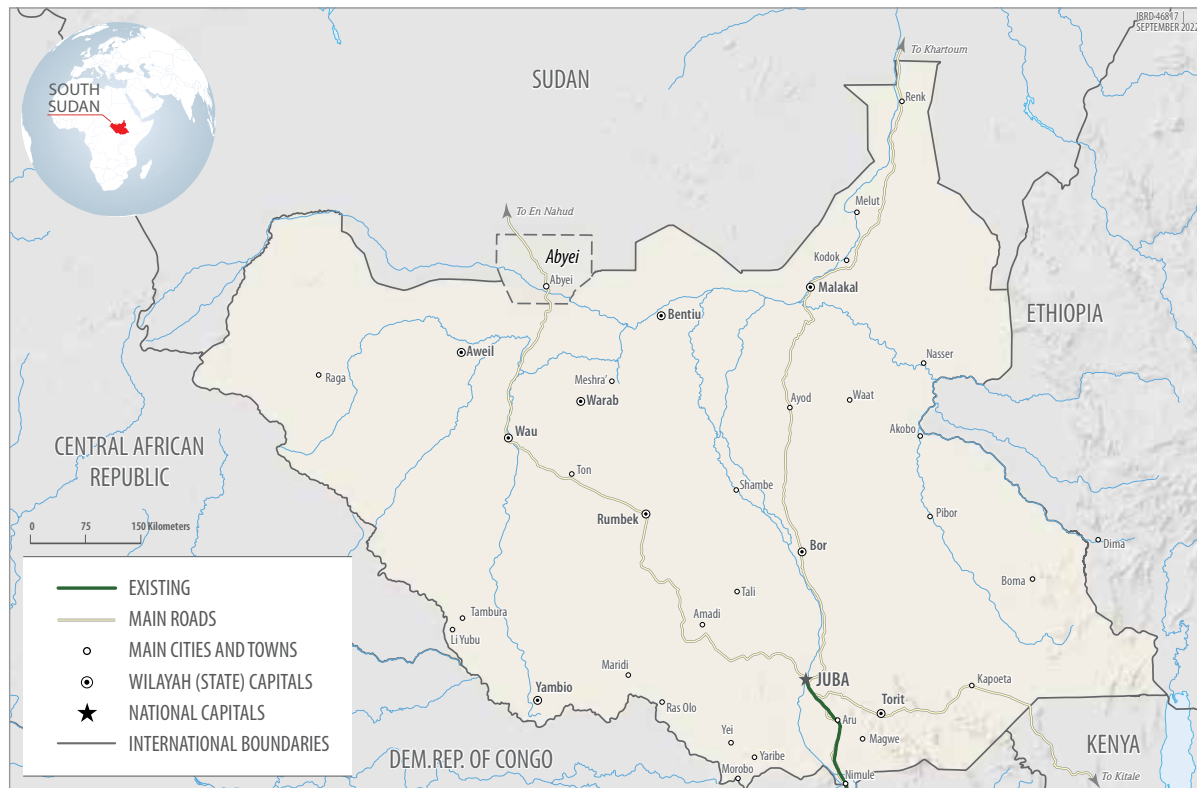 IBRD-46817 |
SEPTEMBER 2022
To Khartoum
SOUTH
SUDAN
SUDAN
Renk
Melut
To En Nahud
Kodok
Abyei
Abyei
Malakal
ETHIOPIA
Bentiu
Aweil
Nasser
Raga
Meshra'
Warab
Ayod
Waat
Wau
Akobo
CENTRAL AFRICAN
REPUBLIC
Ton
Shambe
Rumbek
Pibor
0 75 150 Kilometers
Bor
Dima
Boma
EXISTING
MAIN ROADS
MAIN CITIES AND TOWNS
WILAYAH (STATE) CAPITALS
NATIONAL CAPITALS
INTERNATIONAL BOUNDARIES
Tali
Tambura
Amadi
Li Yubu
Maridi
JUBA
Kapoeta
Yambio
Ras Olo
Torit
Aru
Yei
Magwe
KENYA
DEM.REP. OF CONGO
Yaribe
Morobo
Nimule
To Kitale